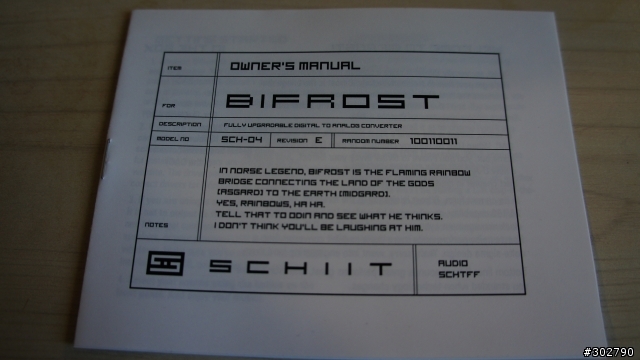 ITEM OWNER'S MANUAL
FOR BIFROST
DESCRIPTION FULLY UPGRADABLE DIGITAL TO ANALOG CONVERTER
MODEL NO SCH-04 REVISION E RANDOM NUMBER 100110011
IN NORSE LEGEND, BIFROST IS THE FLAMING RAINBOW
BRIDGE CONNECTING THE LAND OF THE GODS
(ASGARD) TO THE EARTH (MIDGARD).
YES, RAINBOWS, HA HA.
TELL THAT TO ODIN AND SEE WHAT HE THINKS.
NOTES I DON'T THINK YOU'LL BE LAUGHING AT HIM.
SCHIIT AUDIO
SCHTFF
#302790